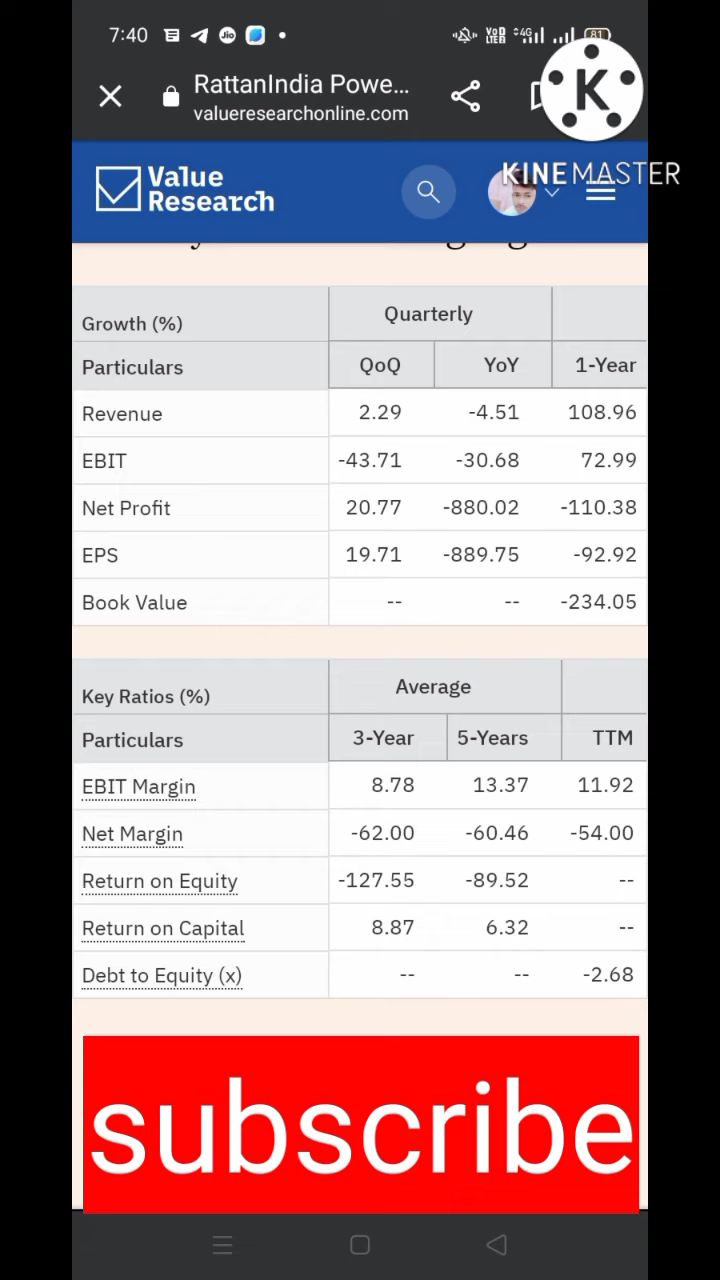 7:40
VoD LTE2 4G 81
RattanIndia Powe...
valueresearchonline.com
K
KINEMASTER
Value
Research
Growth (%) Quarterly
Particulars QoQ YoY 1-Year
Revenue 2.29 -4.51 108.96
EBIT -43.71 -30.68 72.99
Net Profit 20.77 -880.02 -110.38
EPS 19.71 -889.75 -92.92
Book Value -- -- -234.05
Key Ratios (%) Average
Particulars 3-Year 5-Years TTM
EBIT Margin 8.78 13.37 11.92
Net Margin -62.00 -60.46 -54.00
Return on Equity -127.55 -89.52 --
Return on Capital 8.87 6.32 --
Debt to Equity (x) -- -- -2.68
subscribe